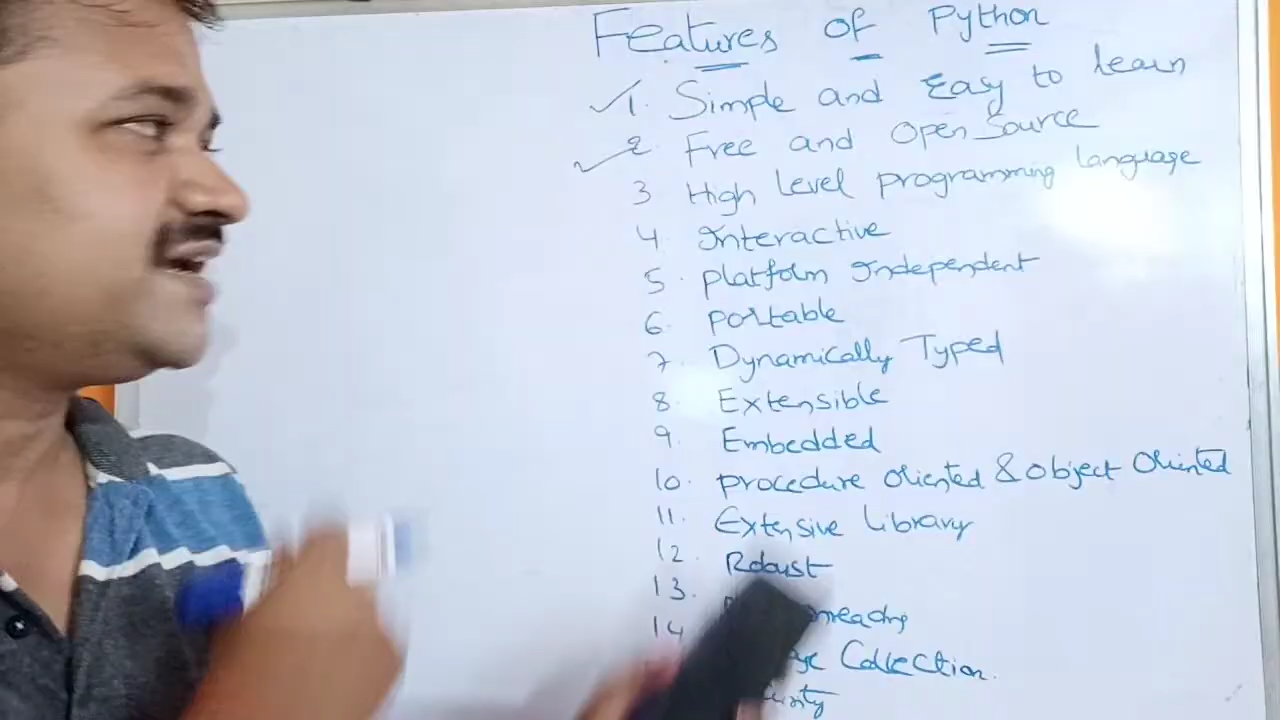 Features of Python
1. Simple and Easy to learn
2. Free and Open Source
3 High Level programming language
4 Interactive
5. platform Independent
6. portable
7. Dynamically Typed
8. Extensible
9. Embedded
10. procedure oriented & object oriented
11. Extensive library
12. Robust
13.
14 Collection.